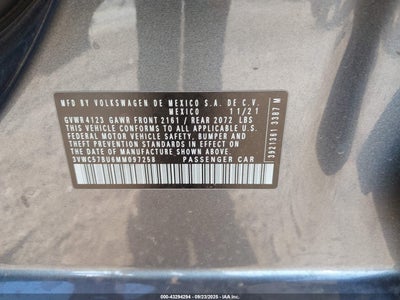 MFD BY VOLKSWAGEN DE MEXICO S.A. DE C.V.
MEXICO 11/21
GVWR 4123 GAWR FRONT 2161 / REAR 2072 LBS
THIS VEHICLE CONFORMS TO ALL APPLICABLE U.S.
FEDERAL MOTOR VEHICLE SAFETY, BUMPER, AND
THEFT PREVENTION STANDARDS IN EFFECT ON THE
DATE OF MANUFACTURE SHOWN ABOVE.
3VWC57BU6MM097258 PASSENGER CAR
3921361 3387 M
000-43294294 - 09/23/2025 - IAA Inc.